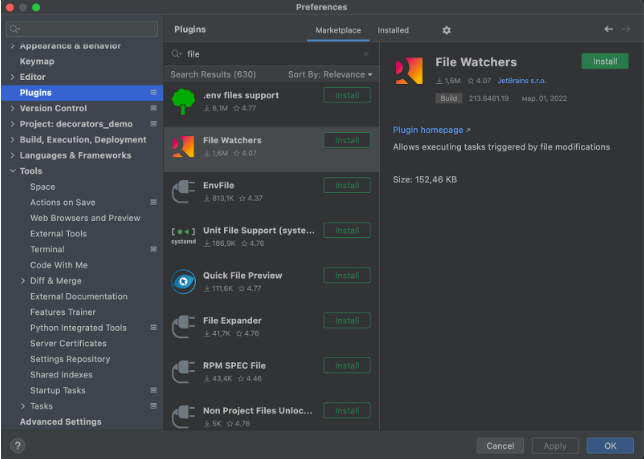 Preferences
Appearance & Behavior
Keymap
Editor
Plugins
Version Control
Project: decorators_demo
Build, Execution, Deployment
Languages & Frameworks
Tools
Space
Actions on Save
Web Browsers and Preview
External Tools
Terminal
Code With Me
Diff & Merge
External Documentation
Features Trainer
Python Integrated Tools
Server Certificates
Settings Repository
Shared Indexes
Startup Tasks
Tasks
Advanced Settings
Plugins
Marketplace
Installed
file
Search Results (630) Sort By: Relevance
.env files support
6,1M 4.77
Install
File Watchers
1,6M 4.07
Install
EnvFile
813,1K 4.37
Install
[●◄]
systemd
Unit File Support (syste...
186,9K 4.76
Install
Quick File Preview
111,6K 4.77
Install
File Expander
41,7K 4.76
Install
RPM SPEC File
43,4K 4.46
Install
Non Project Files Unloc...
5K 4.76
Install
File Watchers
Install
1,6M 4.07 JetBrains s.r.o.
Build 213.6461.19 мар. 01, 2022
Plugin homepage
Allows executing tasks triggered by file modifications
Size: 152,46 KB
?
Cancel
Apply
OK